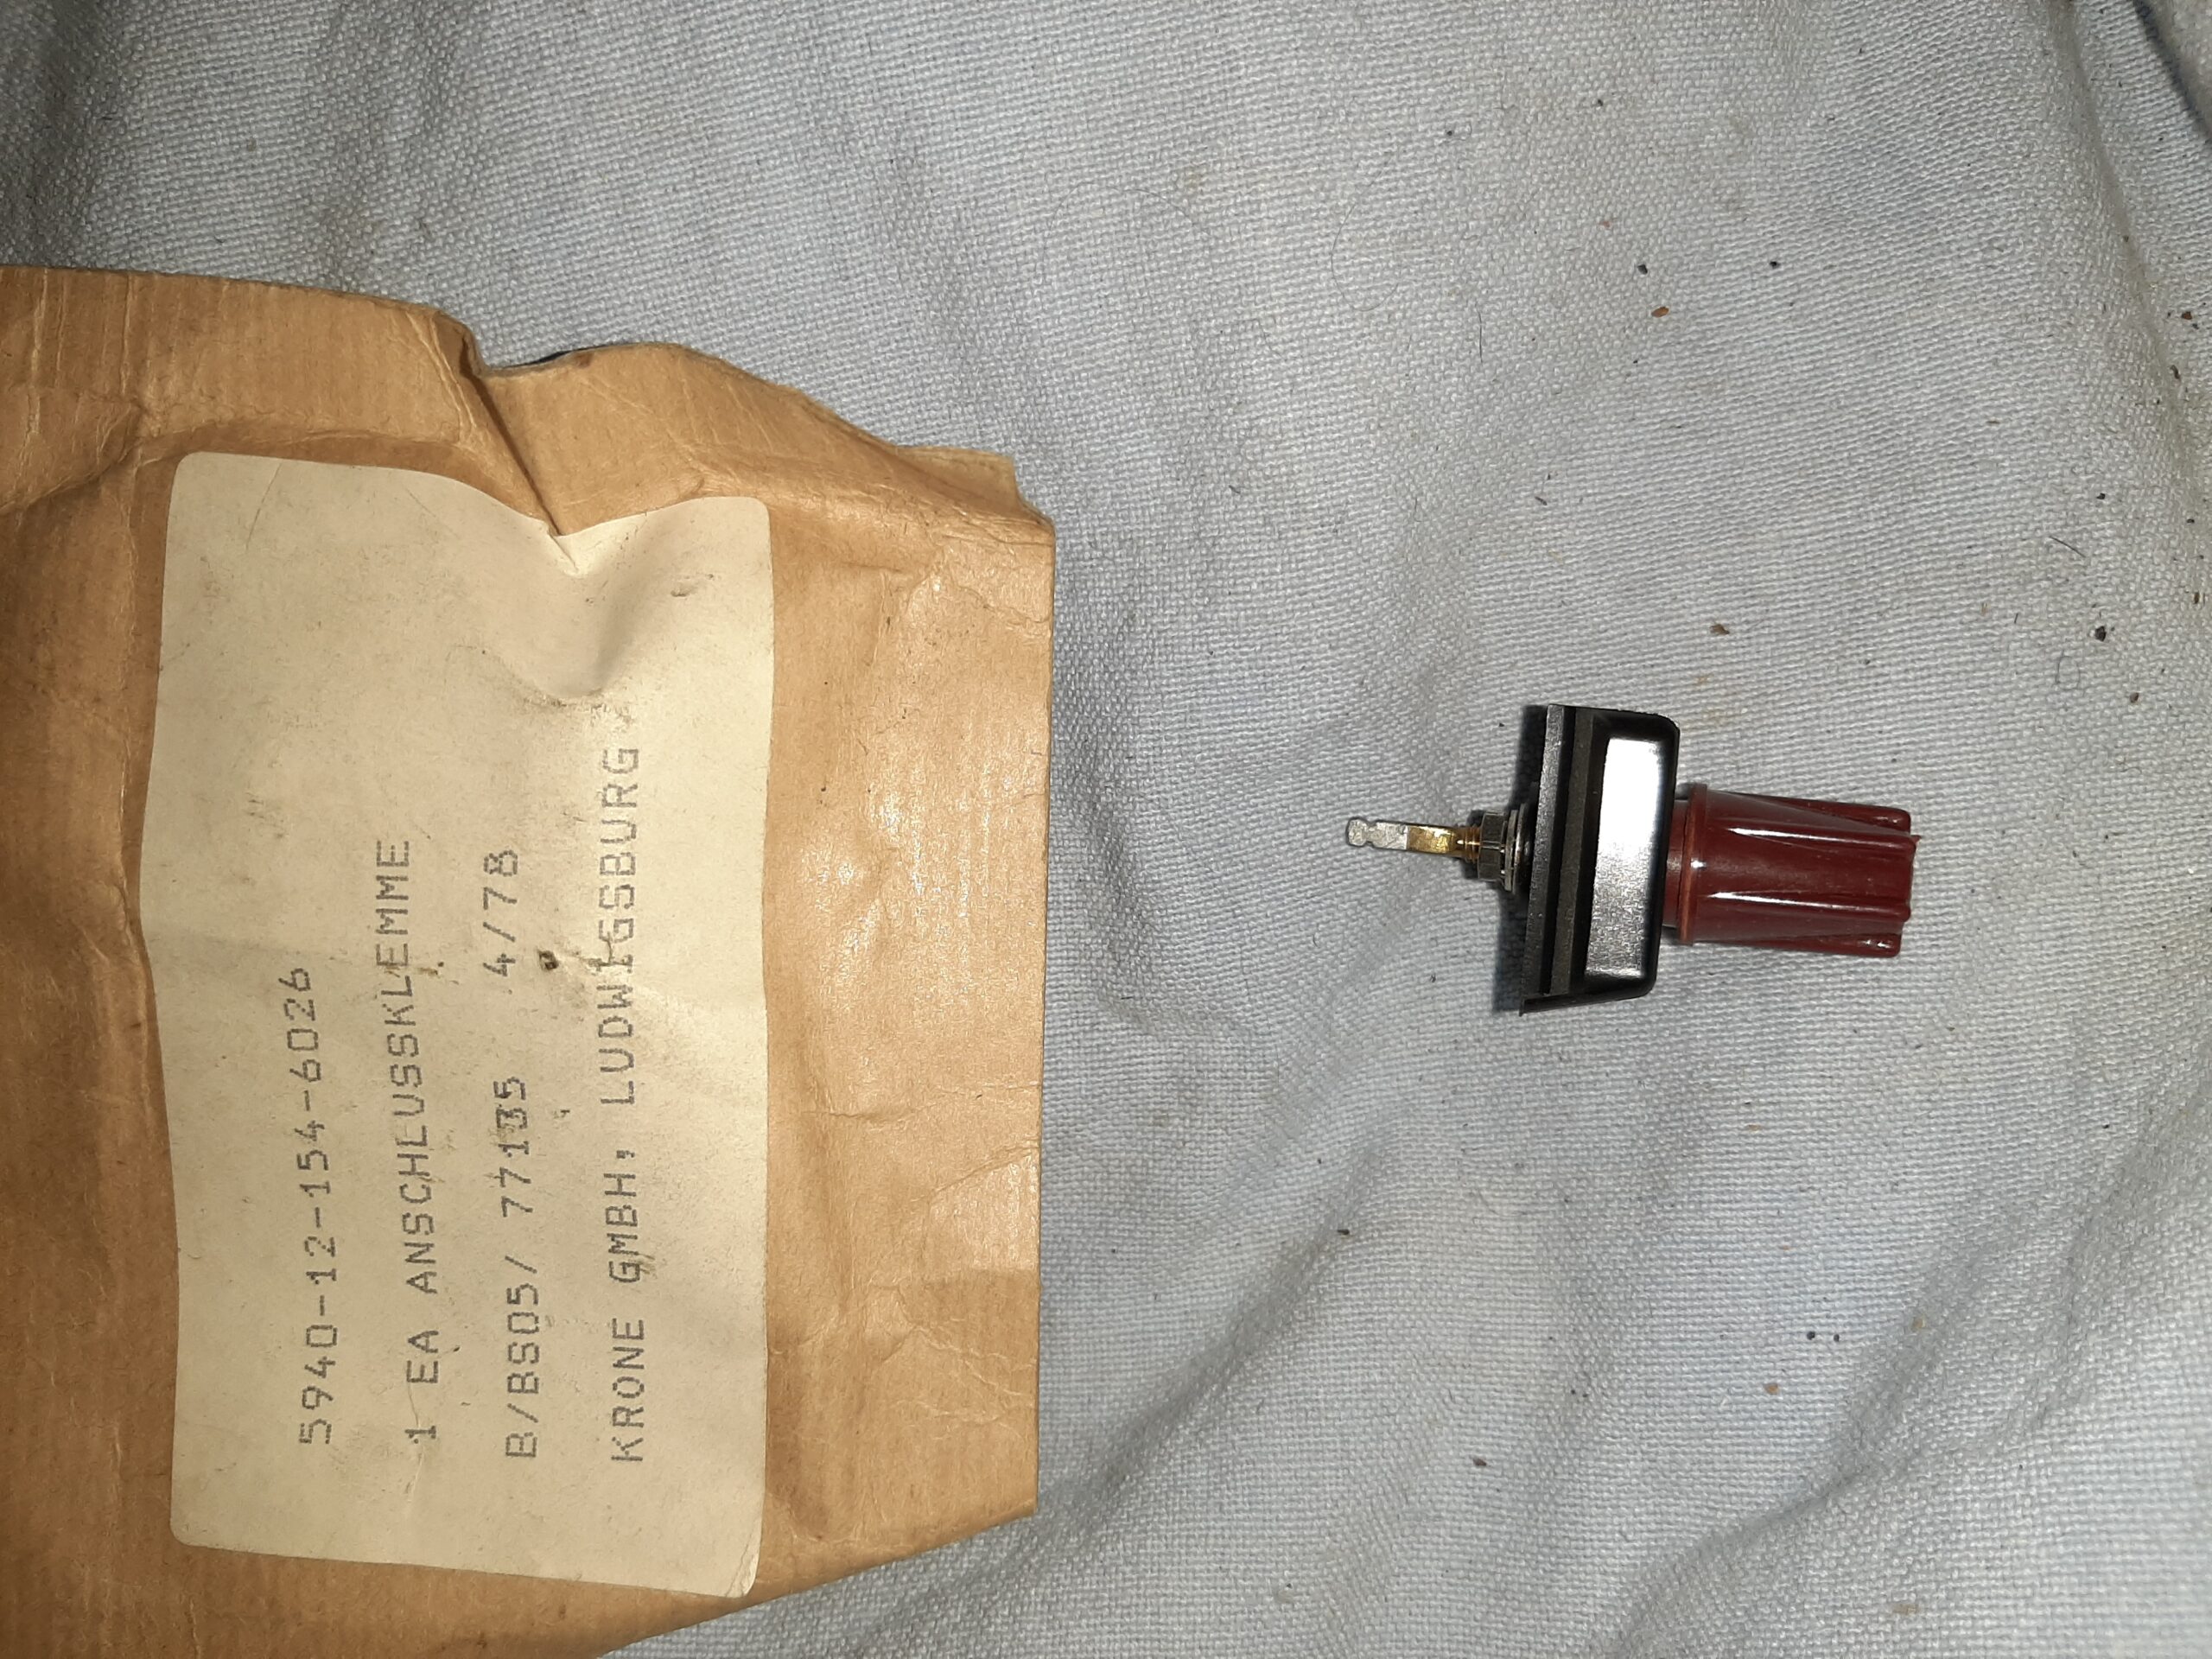 5940-12-154-6026
1 EA ANSCHLUSSKLEMME
B/BS05/ 77135 4/78
KRONE GMBH, LUDWIGSBURG